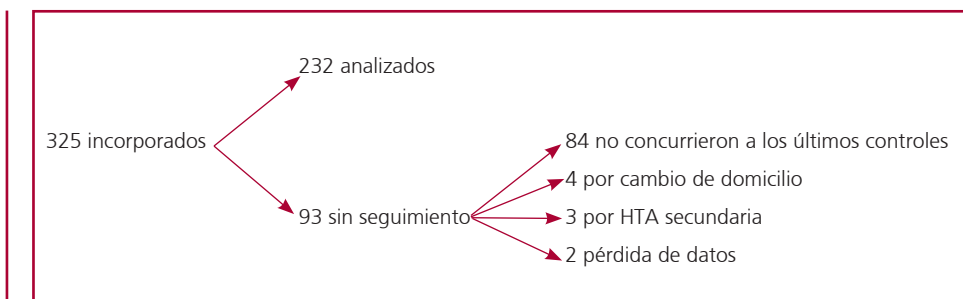 232 analizados
325 incorporados
84 no concurrieron a los últimos controles
4 por cambio de domicilio
93 sin seguimiento
3 por HTA secundaria
2 pérdida de datos